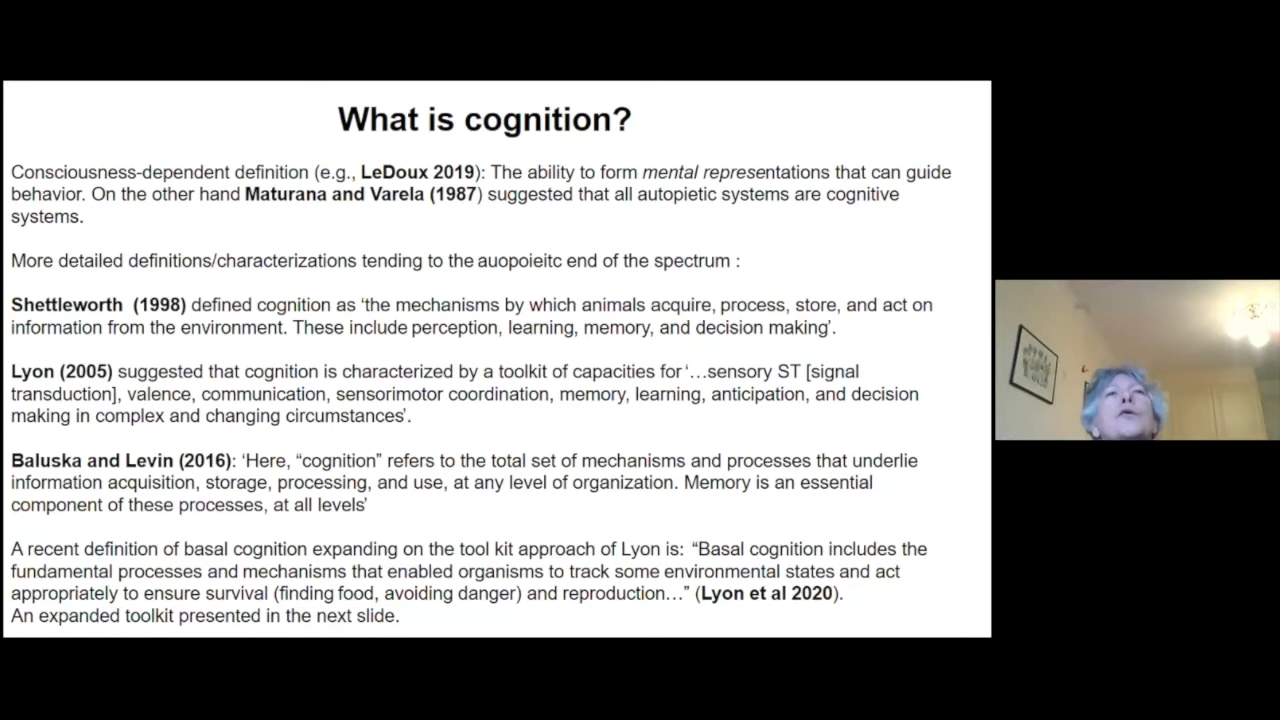 What is cognition?
Consciousness-dependent definition (e.g., LeDoux 2019): The ability to form mental representations that can guide
behavior. On the other hand Maturana and Varela (1987) suggested that all autopietic systems are cognitive
systems.
More detailed definitions/characterizations tending to the auopoieitc end of the spectrum :
Shettleworth (1998) defined cognition as ‘the mechanisms by which animals acquire, process, store, and act on
information from the environment. These include perception, learning, memory, and decision making’.
Lyon (2005) suggested that cognition is characterized by a toolkit of capacities for ‘…sensory ST [signal
transduction], valence, communication, sensorimotor coordination, memory, learning, anticipation, and decision
making in complex and changing circumstances’.
Baluska and Levin (2016): ‘Here, “cognition” refers to the total set of mechanisms and processes that underlie
information acquisition, storage, processing, and use, at any level of organization. Memory is an essential
component of these processes, at all levels’
A recent definition of basal cognition expanding on the tool kit approach of Lyon is: “Basal cognition includes the
fundamental processes and mechanisms that enabled organisms to track some environmental states and act
appropriately to ensure survival (finding food, avoiding danger) and reproduction…” (Lyon et al 2020).
An expanded toolkit presented in the next slide.